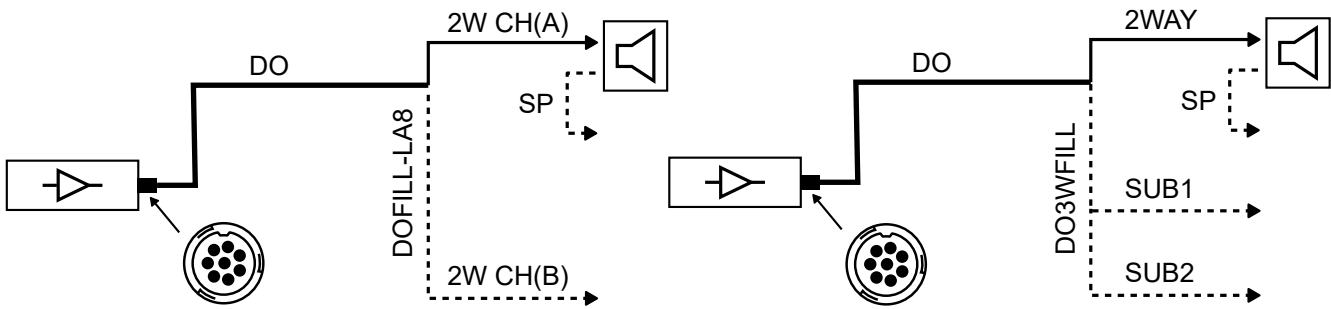 2W CH(A)
DO
SP
DOFILL-LA8
2W CH(B)
2WAY
DO
SP
DO3WFILL
SUB1
SUB2